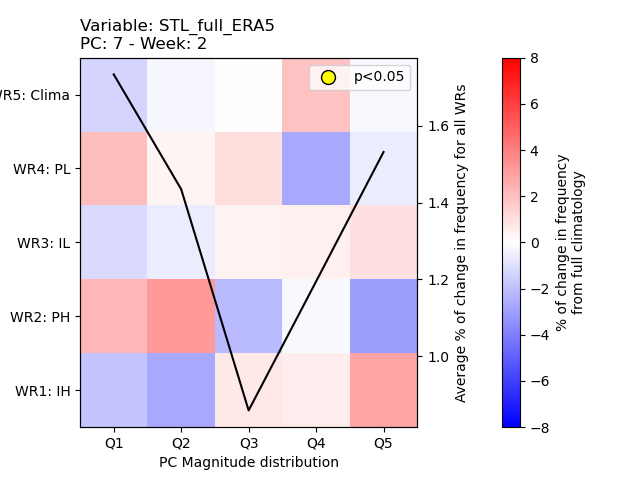 Variable: STL_full_ERA5
PC: 7 - Week: 2
p<0.05
WR5: Clima
WR4: PL
WR3: IL
WR2: PH
WR1: IH
Q1 Q2 Q3 Q4 Q5
PC Magnitude distribution
1.6
1.4
1.2
1.0
Average % of change in frequency for all WRs
8
6
4
2
0
−2
−4
−6
−8
% of change in frequency
from full climatology